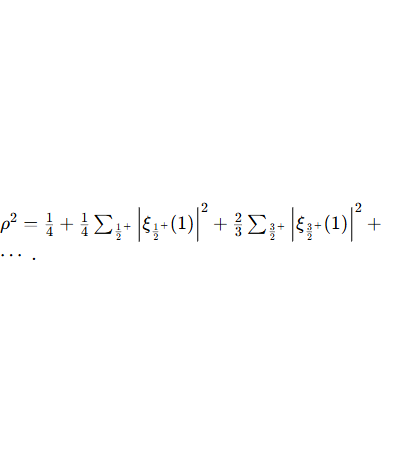 ρ² = 1/4 + 1/4 ∑_{1/2⁺} |ξ_{1/2⁺}(1)|² + 2/3 ∑_{3/2⁺} |ξ_{3/2⁺}(1)|² +
⋯ .